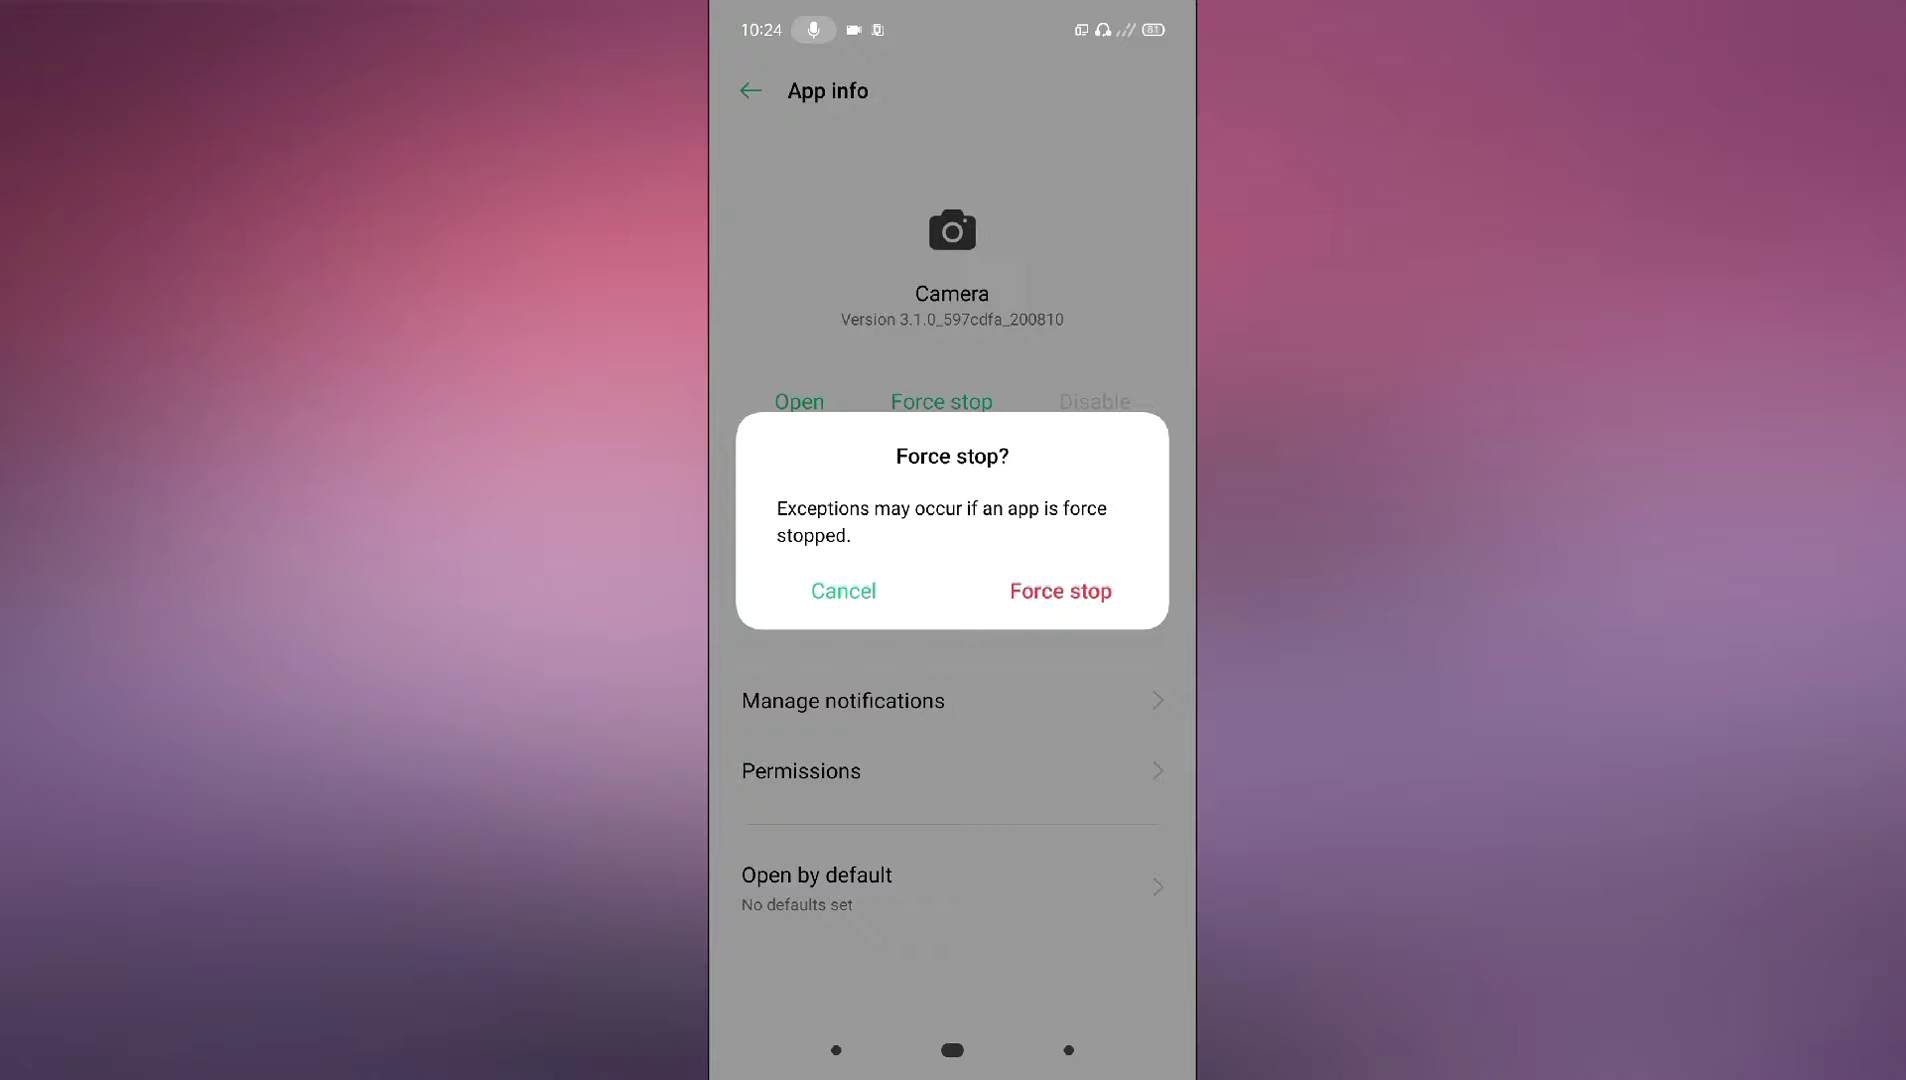 10:24
81
App info
Camera
Version 3.1.0_597cdfa_200810
Open Force stop Disable
Force stop?
Exceptions may occur if an app is force
stopped.
Cancel Force stop
Manage notifications
Permissions
Open by default
No defaults set